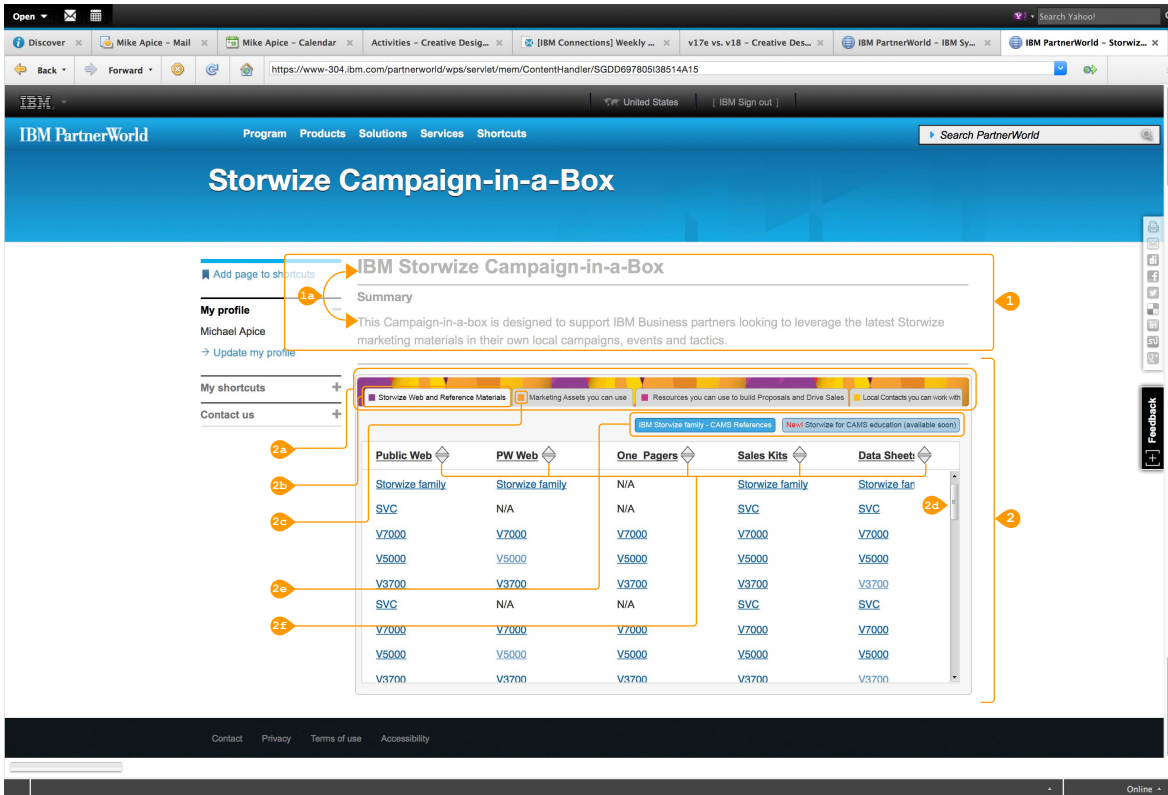 Open
Search Yahoo!
Discover
Mike Apice – Mail
Mike Apice – Calendar
Activities – Creative Desig...
[IBM Connections] Weekly ...
v17e vs. v18 – Creative Des...
IBM PartnerWorld – IBM Sy...
IBM PartnerWorld – Storwiz...
Back
Forward
https://www-304.ibm.com/partnerworld/wps/servlet/mem/ContentHandler/SGDD697805I38514A15
IBM
United States
[ IBM Sign out ]
IBM PartnerWorld
Program Products Solutions Services Shortcuts
Search PartnerWorld
Storwize Campaign-in-a-Box
Add page to shortcuts
IBM Storwize Campaign-in-a-Box
1a
Summary
1
My profile
This Campaign-in-a-box is designed to support IBM Business partners looking to leverage the latest Storwize
marketing materials in their own local campaigns, events and tactics.
Michael Apice
Update my profile
My shortcuts
Contact us
Storwize Web and Reference Materials
Marketing Assets you can use
Resources you can use to build Proposals and Drive Sales
Local Contacts you can work with
IBM Storwize family - CAMS References
New! Storwize for CAMS education (available soon)
[+] Feedback
2a
Public Web PW Web One Pagers Sales Kits Data Sheets
2b
Storwize family Storwize family N/A Storwize family Storwize fan
2d
2c
SVC N/A N/A SVC SVC
2
V7000 V7000 V7000 V7000 V7000
V5000 V5000 V5000 V5000 V5000
2e
V3700 V3700 V3700 V3700 V3700
SVC N/A N/A SVC SVC
2f
V7000 V7000 V7000 V7000 V7000
V5000 V5000 V5000 V5000 V5000
V3700 V3700 V3700 V3700 V3700
Contact Privacy Terms of use Accessibility
Online